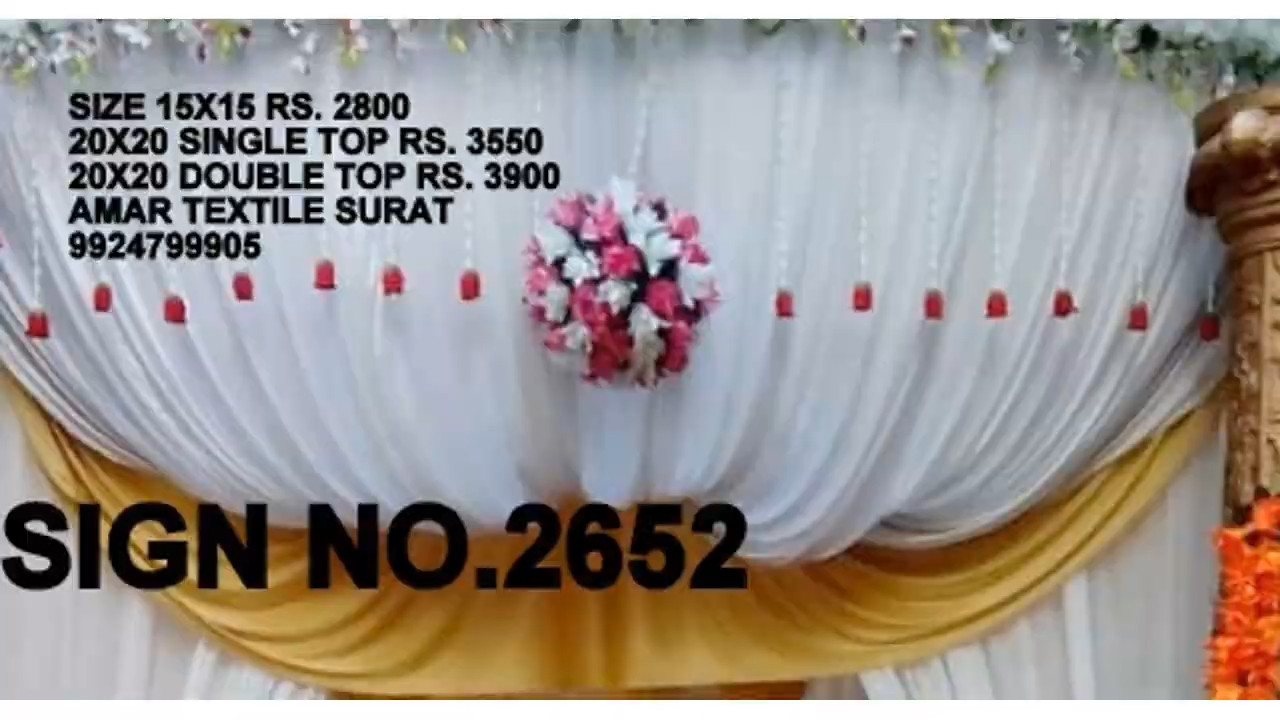 SIZE 15X15 RS. 2800
20X20 SINGLE TOP RS. 3550
20X20 DOUBLE TOP RS. 3900
AMAR TEXTILE SURAT
9924799905
SIGN NO.2652